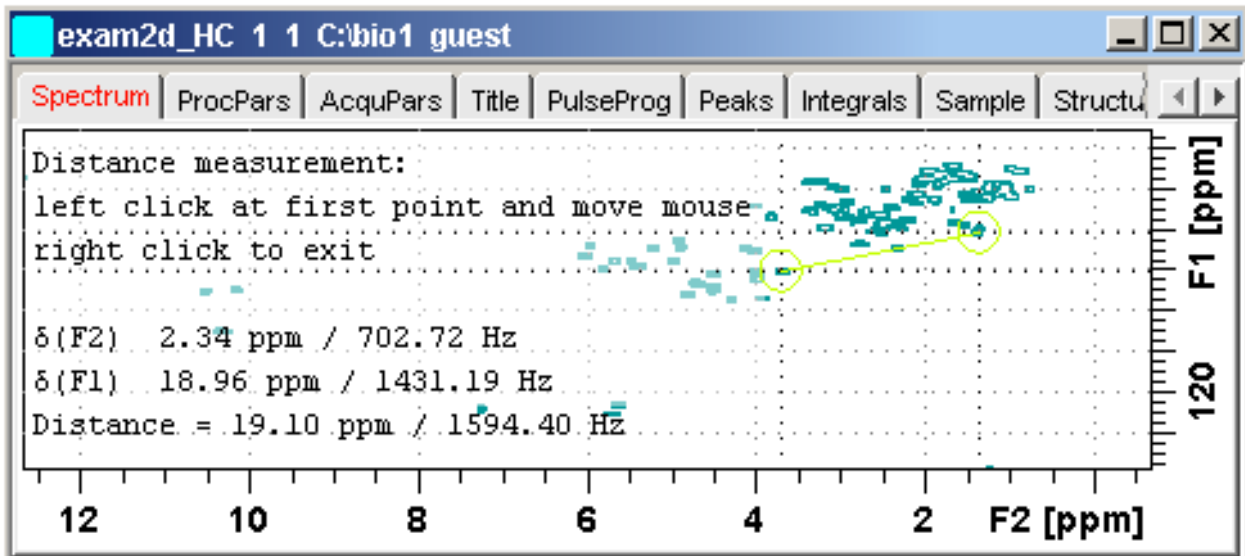 exam2d_HC 1 1 C:\bio1 guest
Spectrum ProcPars AcquPars Title PulseProg Peaks Integrals Sample Structu
Distance measurement:
left click at first point and move mouse
right click to exit
δ(F2) 2.34 ppm / 702.72 Hz
δ(F1) 18.96 ppm / 1431.19 Hz
Distance = 19.10 ppm / 1594.40 Hz
F1 [ppm]
120
12 10 8 6 4 2 F2 [ppm]